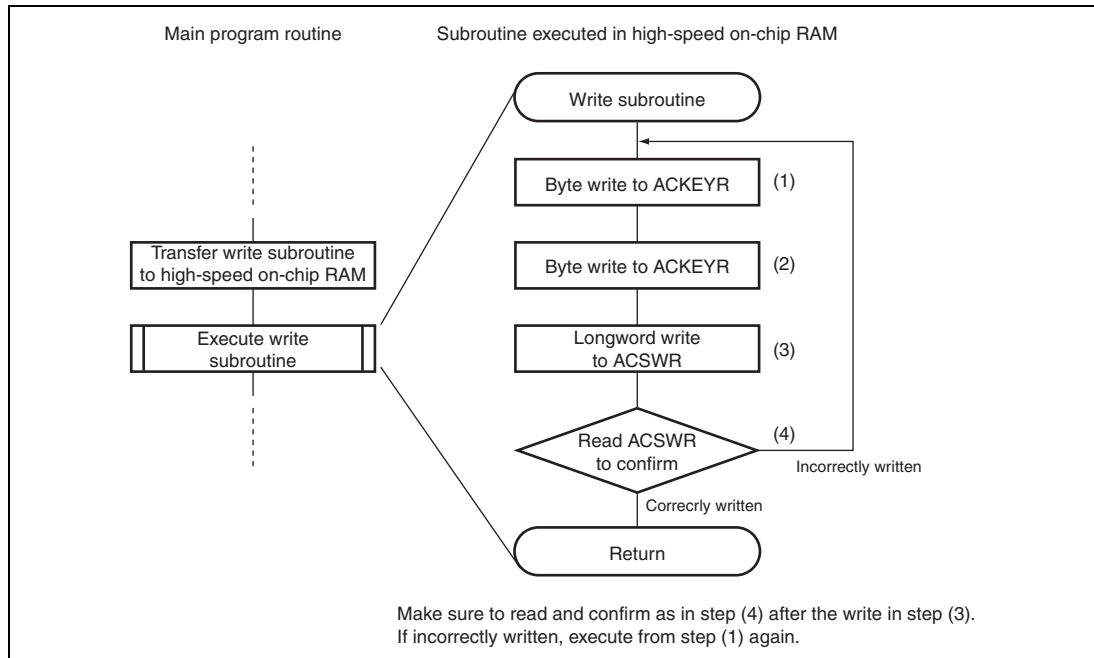 Main program routine
Subroutine executed in high-speed on-chip RAM
Write subroutine
Byte write to ACKEYR
(1)
Transfer write subroutine
to high-speed on-chip RAM
Byte write to ACKEYR
(2)
Execute write
subroutine
Longword write
to ACSWR
(3)
Read ACSWR
to confirm
(4)
Incorrectly written
Correcrly written
Return
Make sure to read and confirm as in step (4) after the write in step (3).
If incorrectly written, execute from step (1) again.